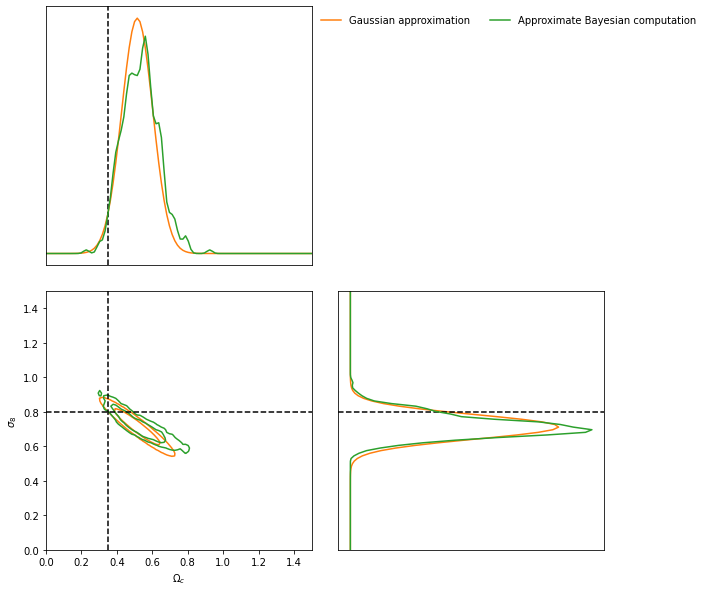 Gaussian approximation
Approximate Bayesian computation
1.4
1.2
1.0
0.8
0.6
0.4
0.2
0.0
σ₈
0.0 0.2 0.4 0.6 0.8 1.0 1.2 1.4
Ω_c